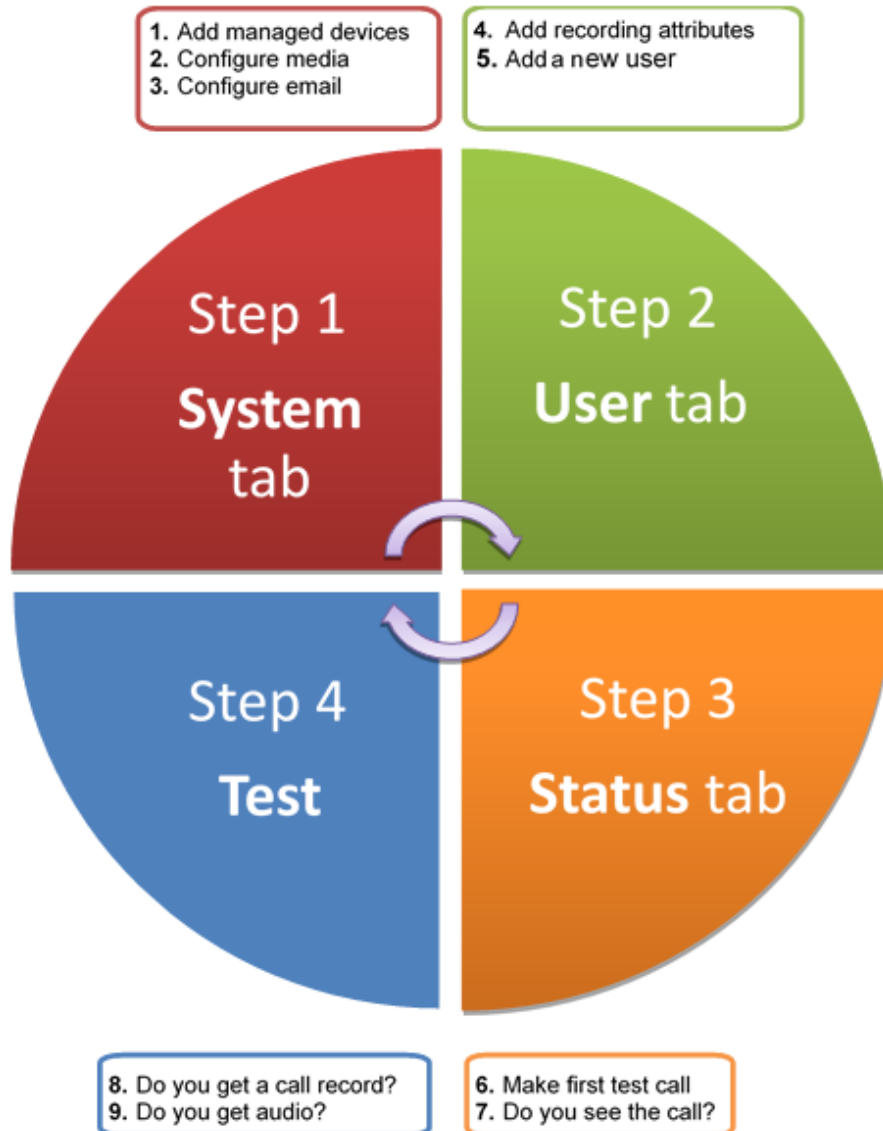 1. Add managed devices
2. Configure media
3. Configure email
4. Add recording attributes
5. Add a new user
Step 1
System
tab
Step 2
User tab
Step 4
Test
Step 3
Status tab
8. Do you get a call record?
9. Do you get audio?
6. Make first test call
7. Do you see the call?